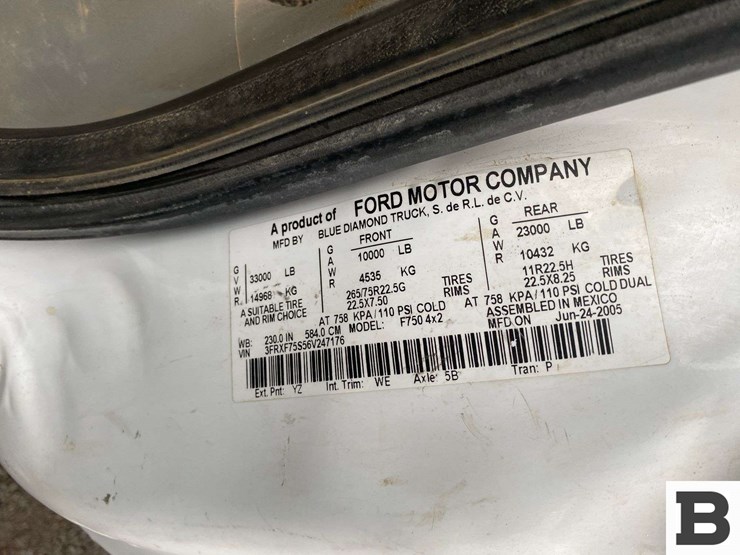 A product of FORD MOTOR COMPANY
MFD BY BLUE DIAMOND TRUCK, S. de R.L. de C.V.
GVWR 33000 LB
14968 KG
A SUITABLE TIRE
AND RIM CHOICE
FRONT
GAWR 10000 LB
4535 KG
265/75R22.5G TIRES
22.5X7.50 RIMS
AT 758 KPA/110 PSI COLD
REAR
GAWR 23000 LB
10432 KG
11R22.5H TIRES
22.5X8.25 RIMS
AT 758 KPA/110 PSI COLD DUAL
WB: 230.0 IN 584.0 CM MODEL: F750 4x2
ASSEMBLED IN MEXICO
VIN 3FRXF75S56V247176
MFD ON Jun-24-2005
Ext. Pnt: YZ Int. Trim: WE Axle: 5B Tran: P
B